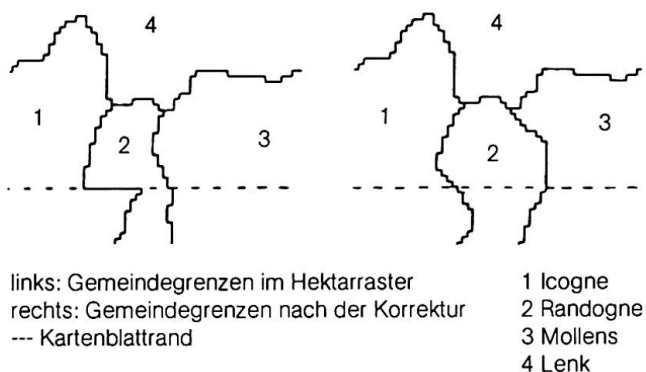 4 4
1 2 3 1 2 3
links: Gemeindegrenzen im Hektarraster
rechts: Gemeindegrenzen nach der Korrektur
--- Kartenblattrand
1 Icogne
2 Randogne
3 Mollens
4 Lenk